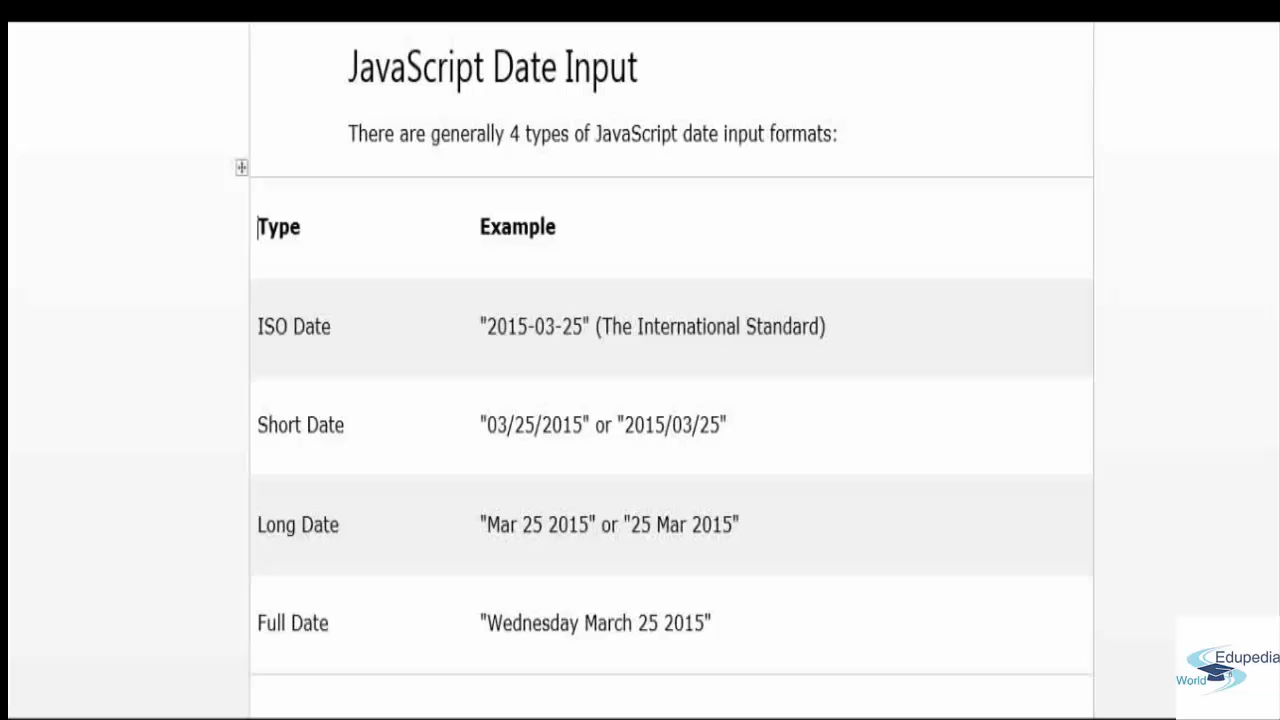 JavaScript Date Input
There are generally 4 types of JavaScript date input formats:
Type Example
ISO Date "2015-03-25" (The International Standard)
Short Date "03/25/2015" or "2015/03/25"
Long Date "Mar 25 2015" or "25 Mar 2015"
Full Date "Wednesday March 25 2015"
Edupedia
World